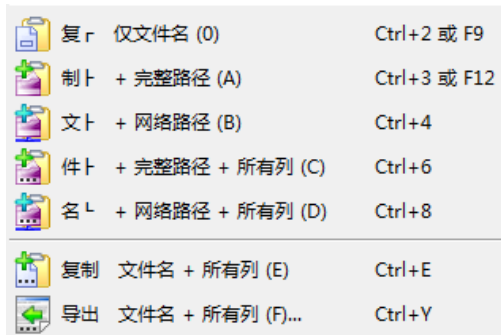 复┌ 仅文件名 (0) Ctrl+2 或 F9
制├ + 完整路径 (A) Ctrl+3 或 F12
文├ + 网络路径 (B) Ctrl+4
件├ + 完整路径 + 所有列 (C) Ctrl+6
名└ + 网络路径 + 所有列 (D) Ctrl+8
复制 文件名 + 所有列 (E) Ctrl+E
导出 文件名 + 所有列 (F)... Ctrl+Y